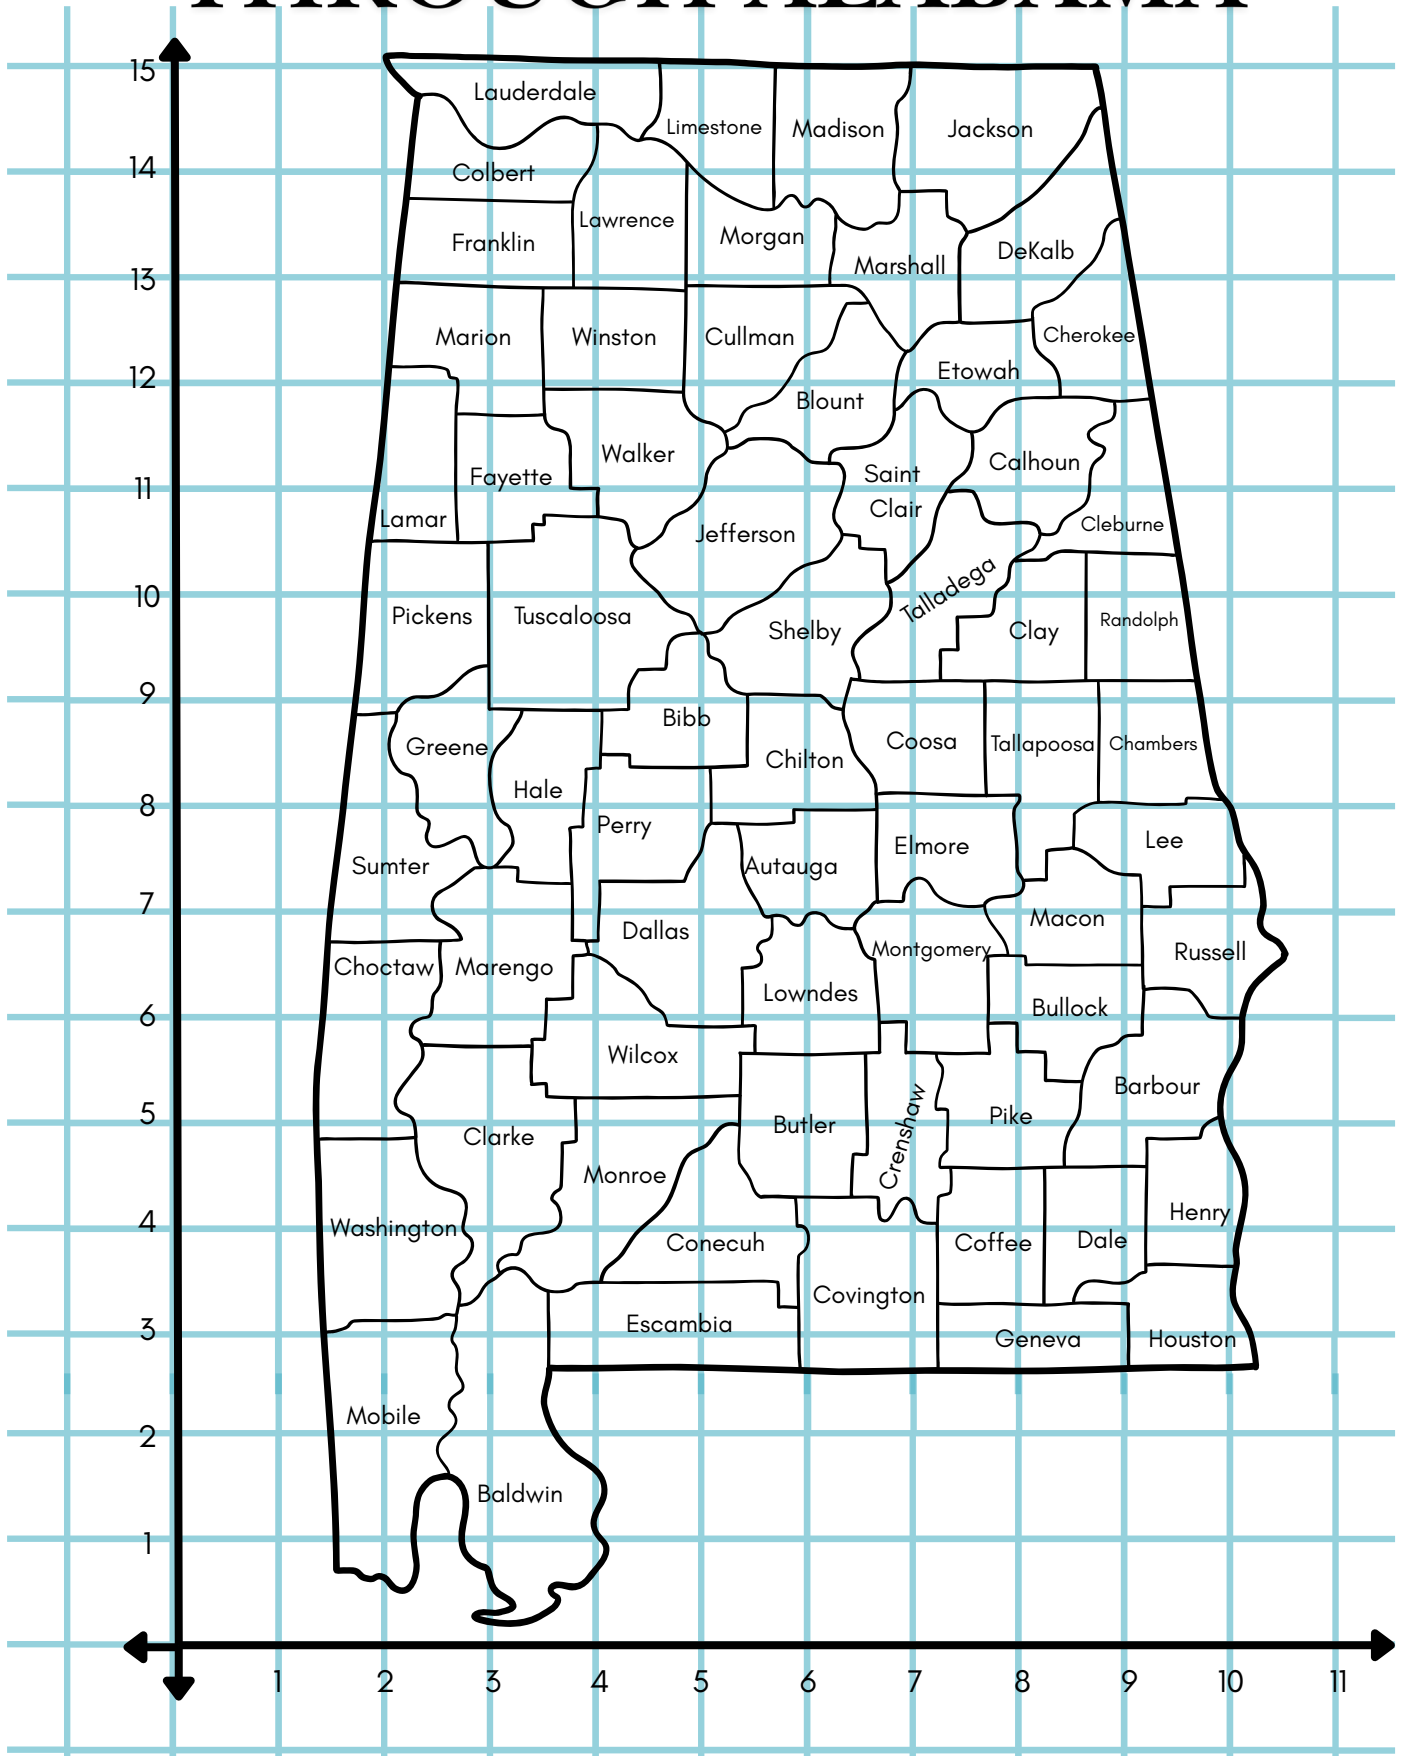 THROUGH ALABAMA
15
Lauderdale
Limestone
Madison
Jackson
14
Colbert
Lawrence
Franklin
Morgan
DeKalb
Marshall
13
Marion
Winston
Cullman
Cherokee
12
Etowah
Blount
Walker
Fayette
Saint
Clair
Calhoun
11
Lamar
Jefferson
Cleburne
Talladega
10
Pickens
Tuscaloosa
Shelby
Clay
Randolph
9
Bibb
Greene
Coosa
Tallapoosa
Chambers
Chilton
Hale
8
Perry
Elmore
Lee
Sumter
Autauga
7
Macon
Dallas
Montgomery
Russell
Choctaw
Marengo
Lowndes
6
Bullock
Wilcox
Barbour
5
Butler
Crenshaw
Pike
Clarke
Monroe
4
Washington
Henry
Conecuh
Coffee
Dale
Covington
3
Escambia
Geneva
Houston
Mobile
2
Baldwin
1
1 2 3 4 5 6 7 8 9 10 11